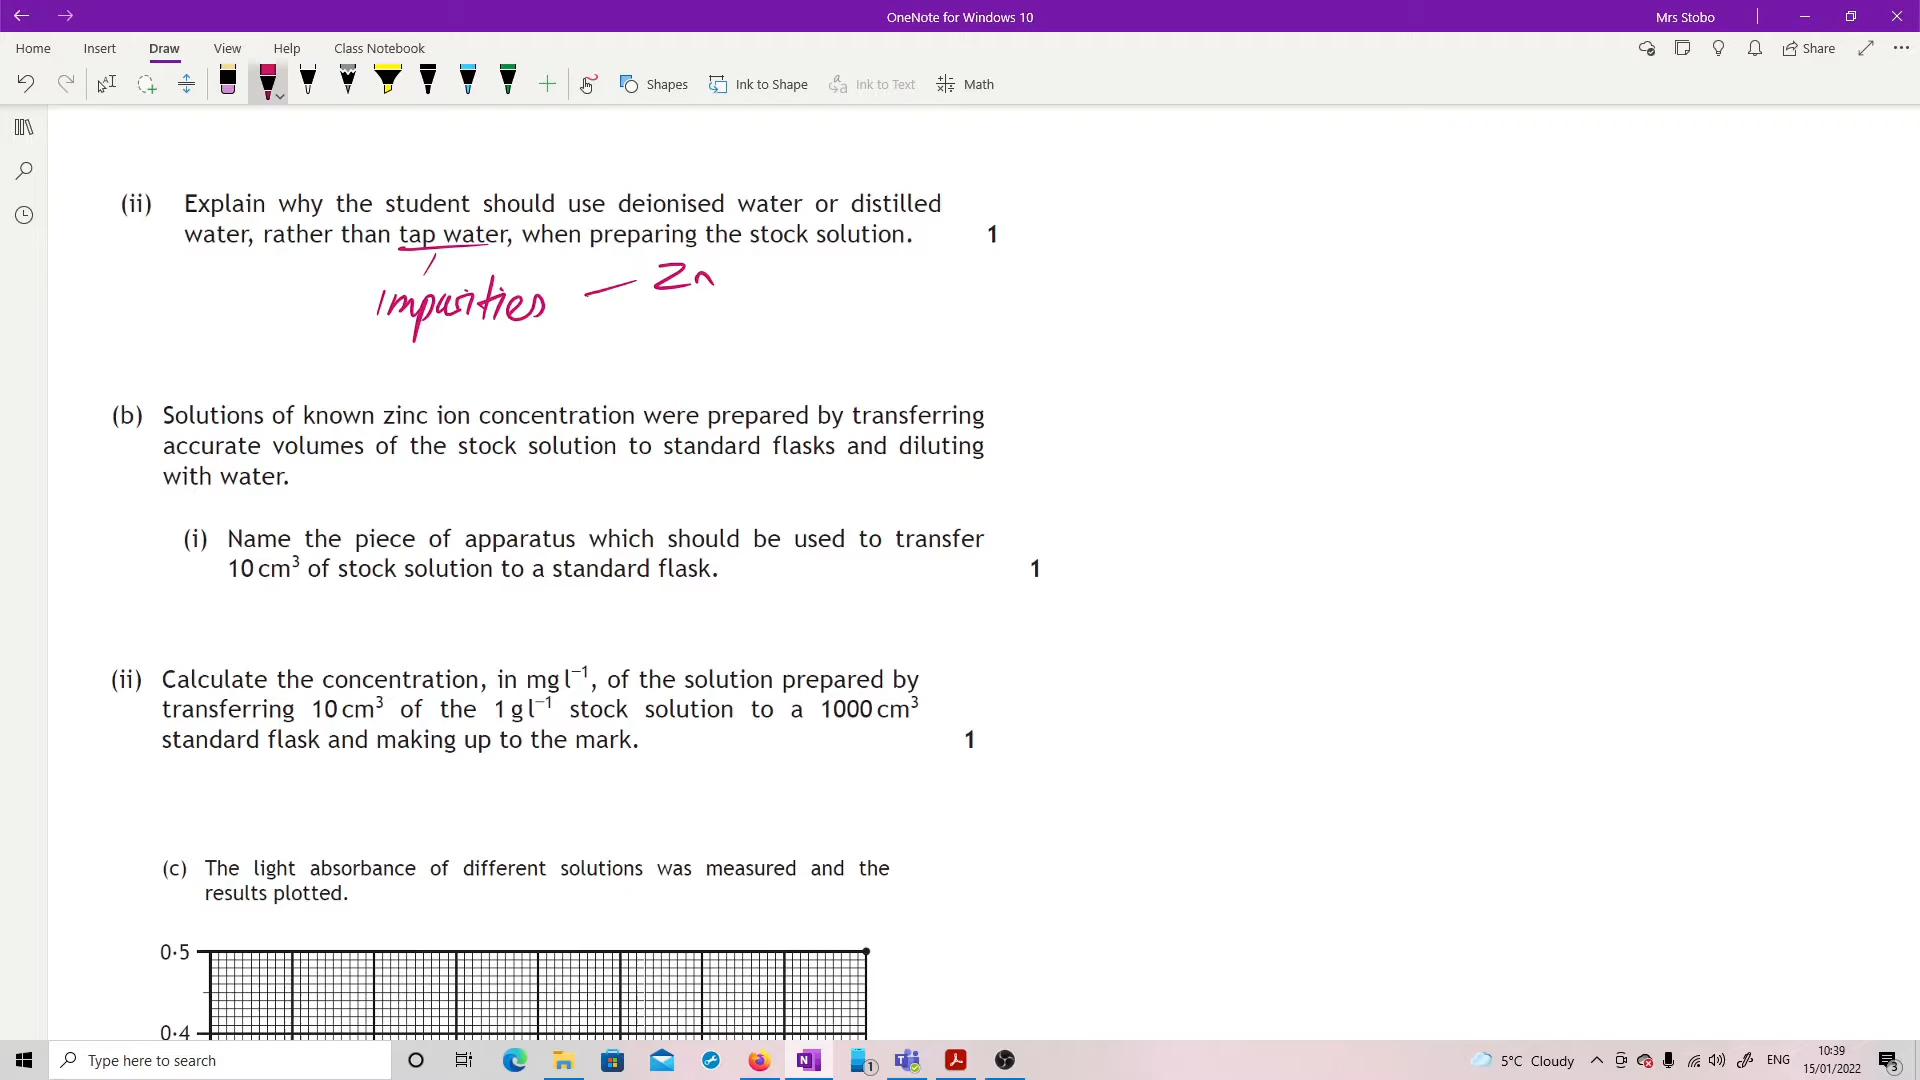 OneNote for Windows 10
Mrs Stobo
Home Insert Draw View Help Class Notebook
Share
Shapes Ink to Shape Ink to Text Math
(ii) Explain why the student should use deionised water or distilled
water, rather than tap water, when preparing the stock solution. 1
impurities — Zn
(b) Solutions of known zinc ion concentration were prepared by transferring
accurate volumes of the stock solution to standard flasks and diluting
with water.
(i) Name the piece of apparatus which should be used to transfer
10 cm³ of stock solution to a standard flask. 1
(ii) Calculate the concentration, in mg l⁻¹, of the solution prepared by
transferring 10 cm³ of the 1 g l⁻¹ stock solution to a 1000 cm³
standard flask and making up to the mark. 1
(c) The light absorbance of different solutions was measured and the
results plotted.
0·5
0·4
Type here to search
5°C Cloudy
ENG
10:39
15/01/2022